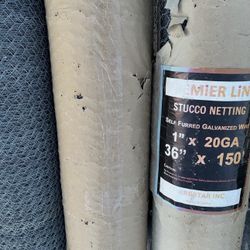 EMIER LIN
STUCCO NETTING
SELF FURRED GALVANIZED WI
1" x 20GA
36" x 150'